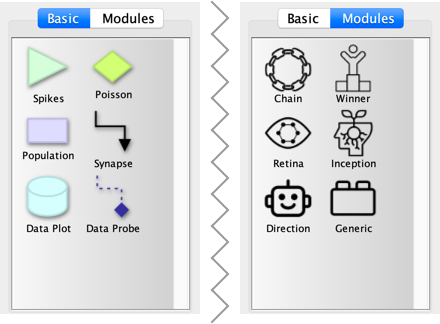 Basic Modules
Spikes Poisson
Population Synapse
Data Plot Data Probe
Basic Modules
Chain Winner
Retina Inception
Direction Generic